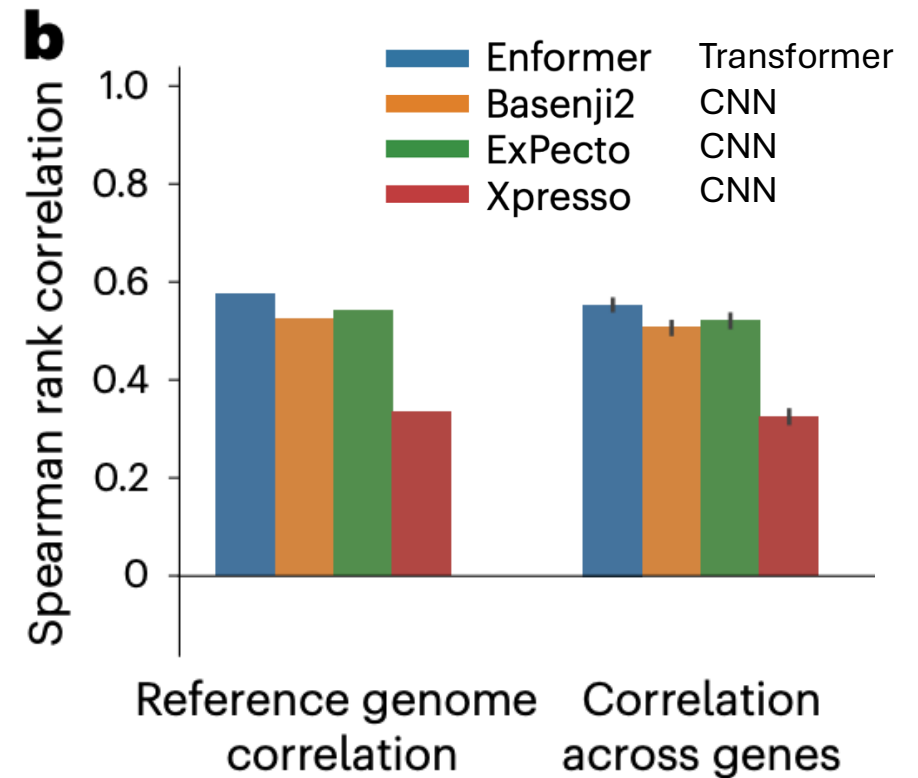 b
Enformer Transformer
Basenji2 CNN
ExPecto CNN
Xpresso CNN
Spearman rank correlation
1.0
0.8
0.6
0.4
0.2
0
Reference genome
correlation
Correlation
across genes